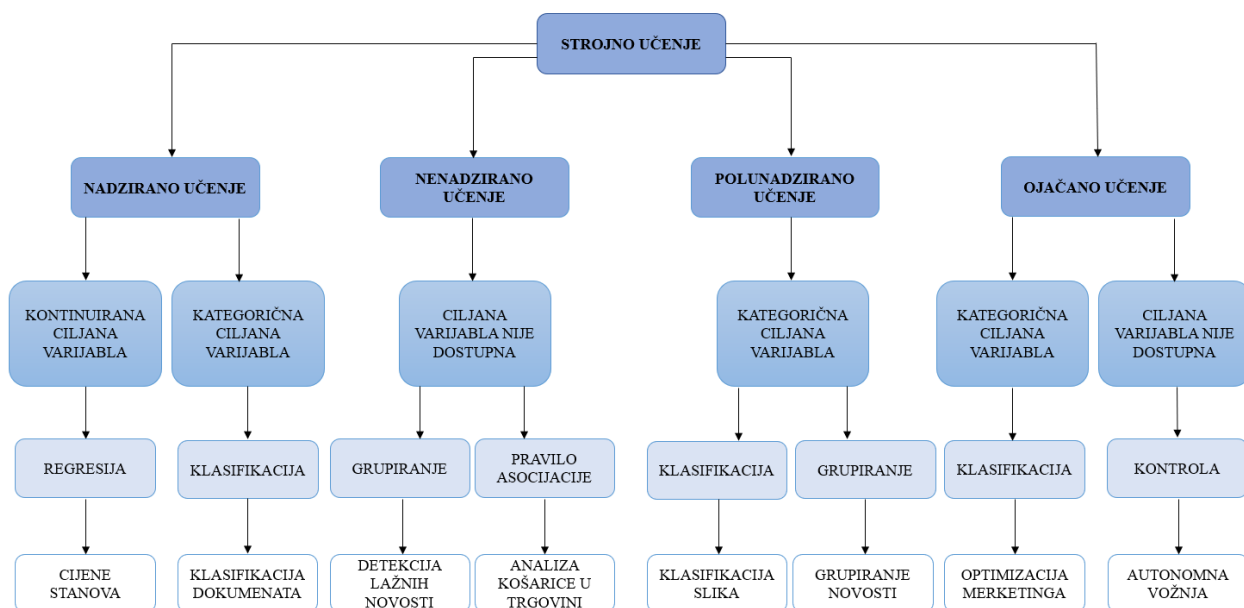 STROJNO UČENJE
NADZIRANO UČENJE
NENADZIRANO
UČENJE
POLUNADZIRANO
UČENJE
OJAČANO UČENJE
KONTINUIRANA
CILJANA
VARIJABLA
KATEGORIČNA
CILJANA
VARIJABLA
CILJANA
VARIJABLA NIJE
DOSTUPNA
KATEGORIČNA
CILJANA
VARIJABLA
KATEGORIČNA
CILJANA
VARIJABLA
CILJANA
VARIJABLA NIJE
DOSTUPNA
REGRESIJA
KLASIFIKACIJA
GRUPIRANJE
PRAVILO
ASOCIJACIJE
KLASIFIKACIJA
GRUPIRANJE
KLASIFIKACIJA
KONTROLA
CIJENE
STANOVA
KLASIFIKACIJA
DOKUMENATA
DETEKCIJA
LAŽNIH
NOVOSTI
ANALIZA
KOŠARICE U
TRGOVINI
KLASIFIKACIJA
SLIKA
GRUPIRANJE
NOVOSTI
OPTIMIZACIJA
MERKETINGA
AUTONOMNA
VOŽNJA